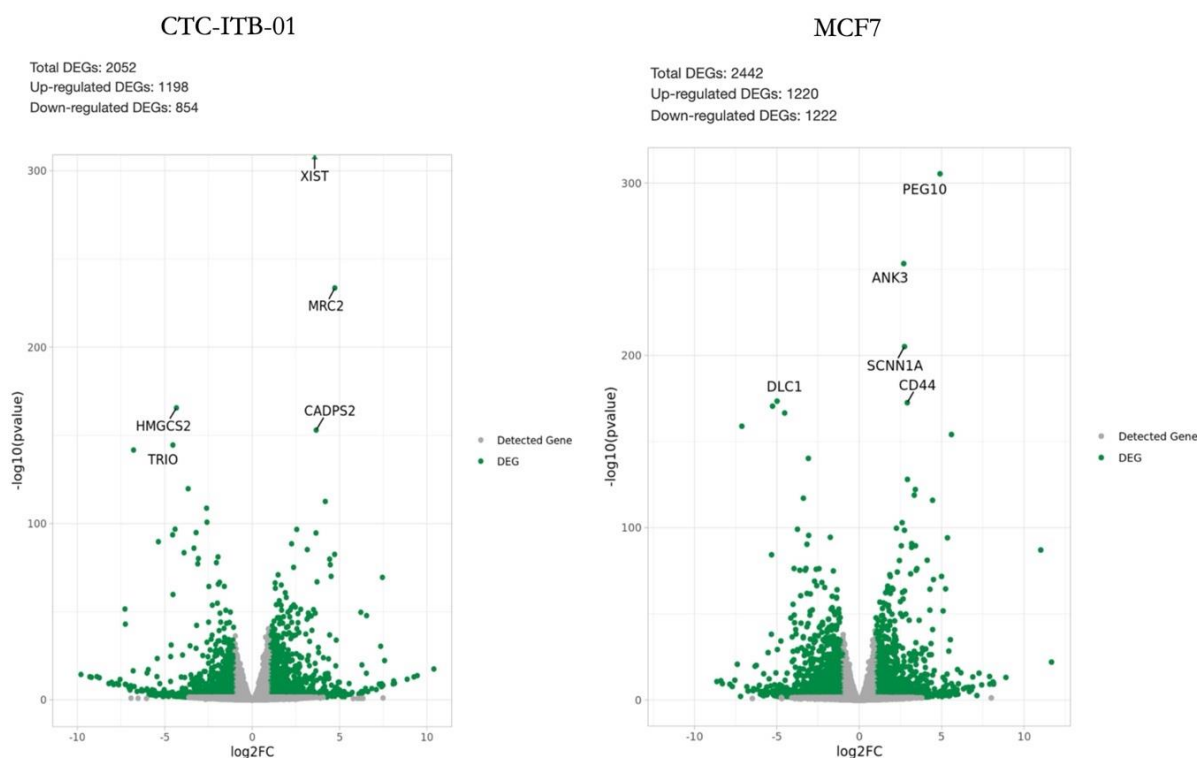 CTC-ITB-01
Total DEGs: 2052
Up-regulated DEGs: 1198
Down-regulated DEGs: 854
300
200
100
0
-log10(pvalue)
XIST
MRC2
CADPS2
HMGCS2
TRIO
-10
-5
0
5
10
log2FC
Detected Gene
DEG
MCF7
Total DEGs: 2442
Up-regulated DEGs: 1220
Down-regulated DEGs: 1222
300
200
100
0
-log10(pvalue)
PEG10
ANK3
SCNN1A
CD44
DLC1
-10
-5
0
5
10
log2FC
Detected Gene
DEG